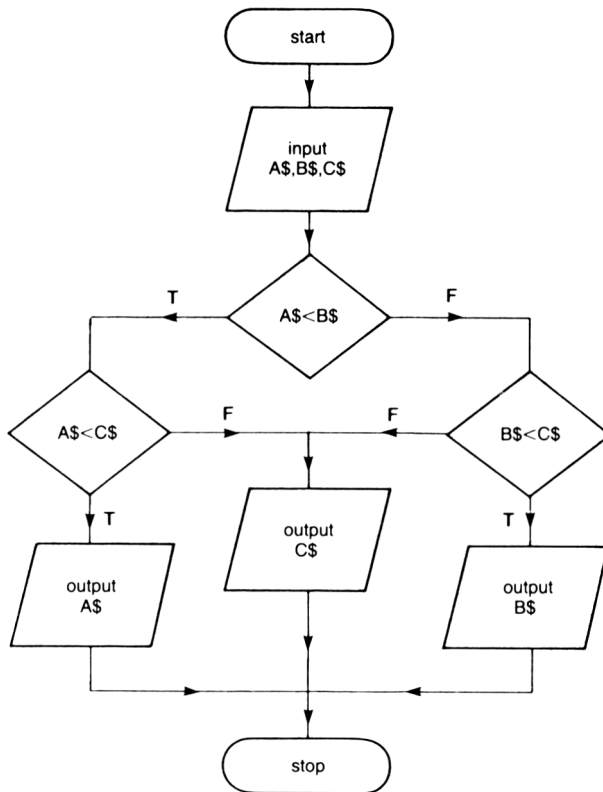 start
input
A$,B$,C$
A$<B$
T
F
A$<C$
F
F
B$<C$
T
T
output
A$
output
C$
output
B$
stop